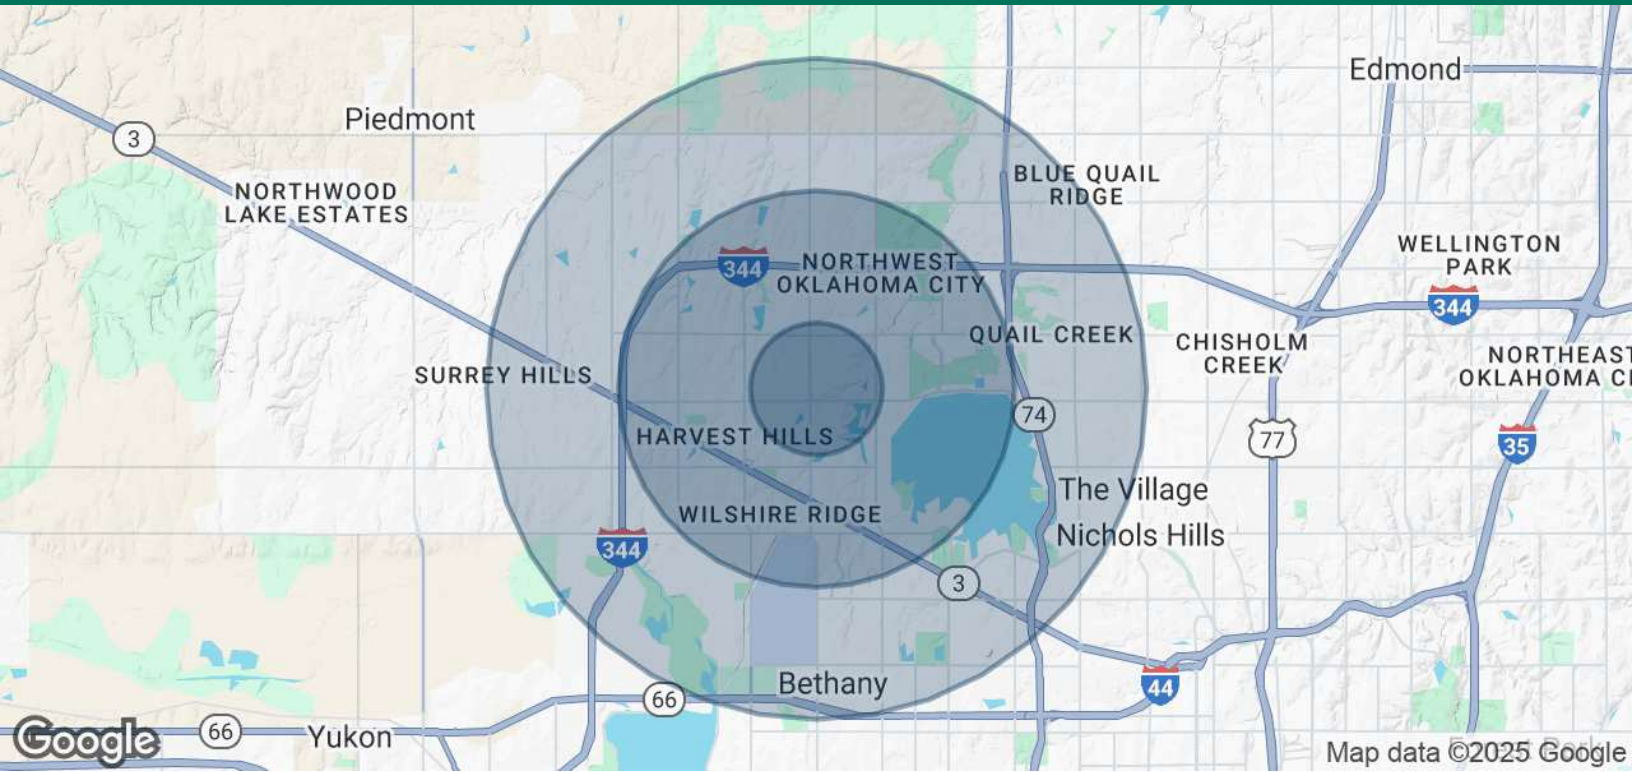 Edmond
Piedmont
3
BLUE QUAIL
RIDGE
NORTHWOOD
LAKE ESTATES
WELLINGTON
PARK
344
NORTHWEST
OKLAHOMA CITY
344
QUAIL CREEK
CHISHOLM
CREEK
NORTHEAST
OKLAHOMA CI
SURREY HILLS
74
HARVEST HILLS
77
35
The Village
WILSHIRE RIDGE
Nichols Hills
344
3
Bethany
44
66
66
Yukon
Google
Map data ©2025 Google